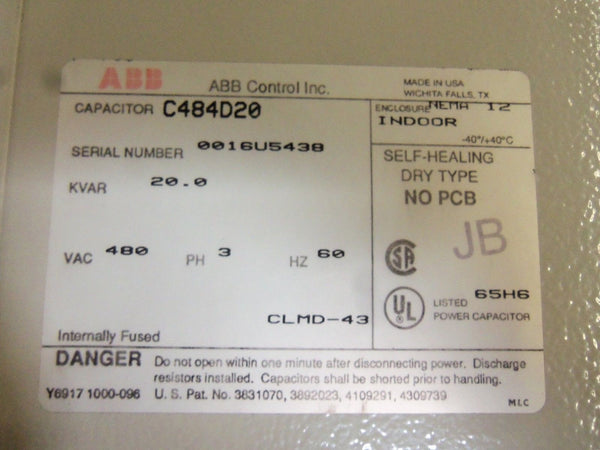 ABB ABB Control Inc.
MADE IN USA
WICHITA FALLS, TX
CAPACITOR C484D20
ENCLOSURE NEMA 12
INDOOR
-40°/+40°C
SERIAL NUMBER 0016U5438
KVAR 20.0
SELF-HEALING
DRY TYPE
NO PCB
JB
VAC 480 PH 3 HZ 60
CLMD-43
SA
UL ® LISTED 65H6
POWER CAPACITOR
Internally Fused
DANGER Do not open within one minute after disconnecting power. Discharge
resistors installed. Capacitors shall be shorted prior to handling.
Y6917 1000-096 U. S. Pat. No. 3831070, 3892023, 4109291, 4309739
MLC